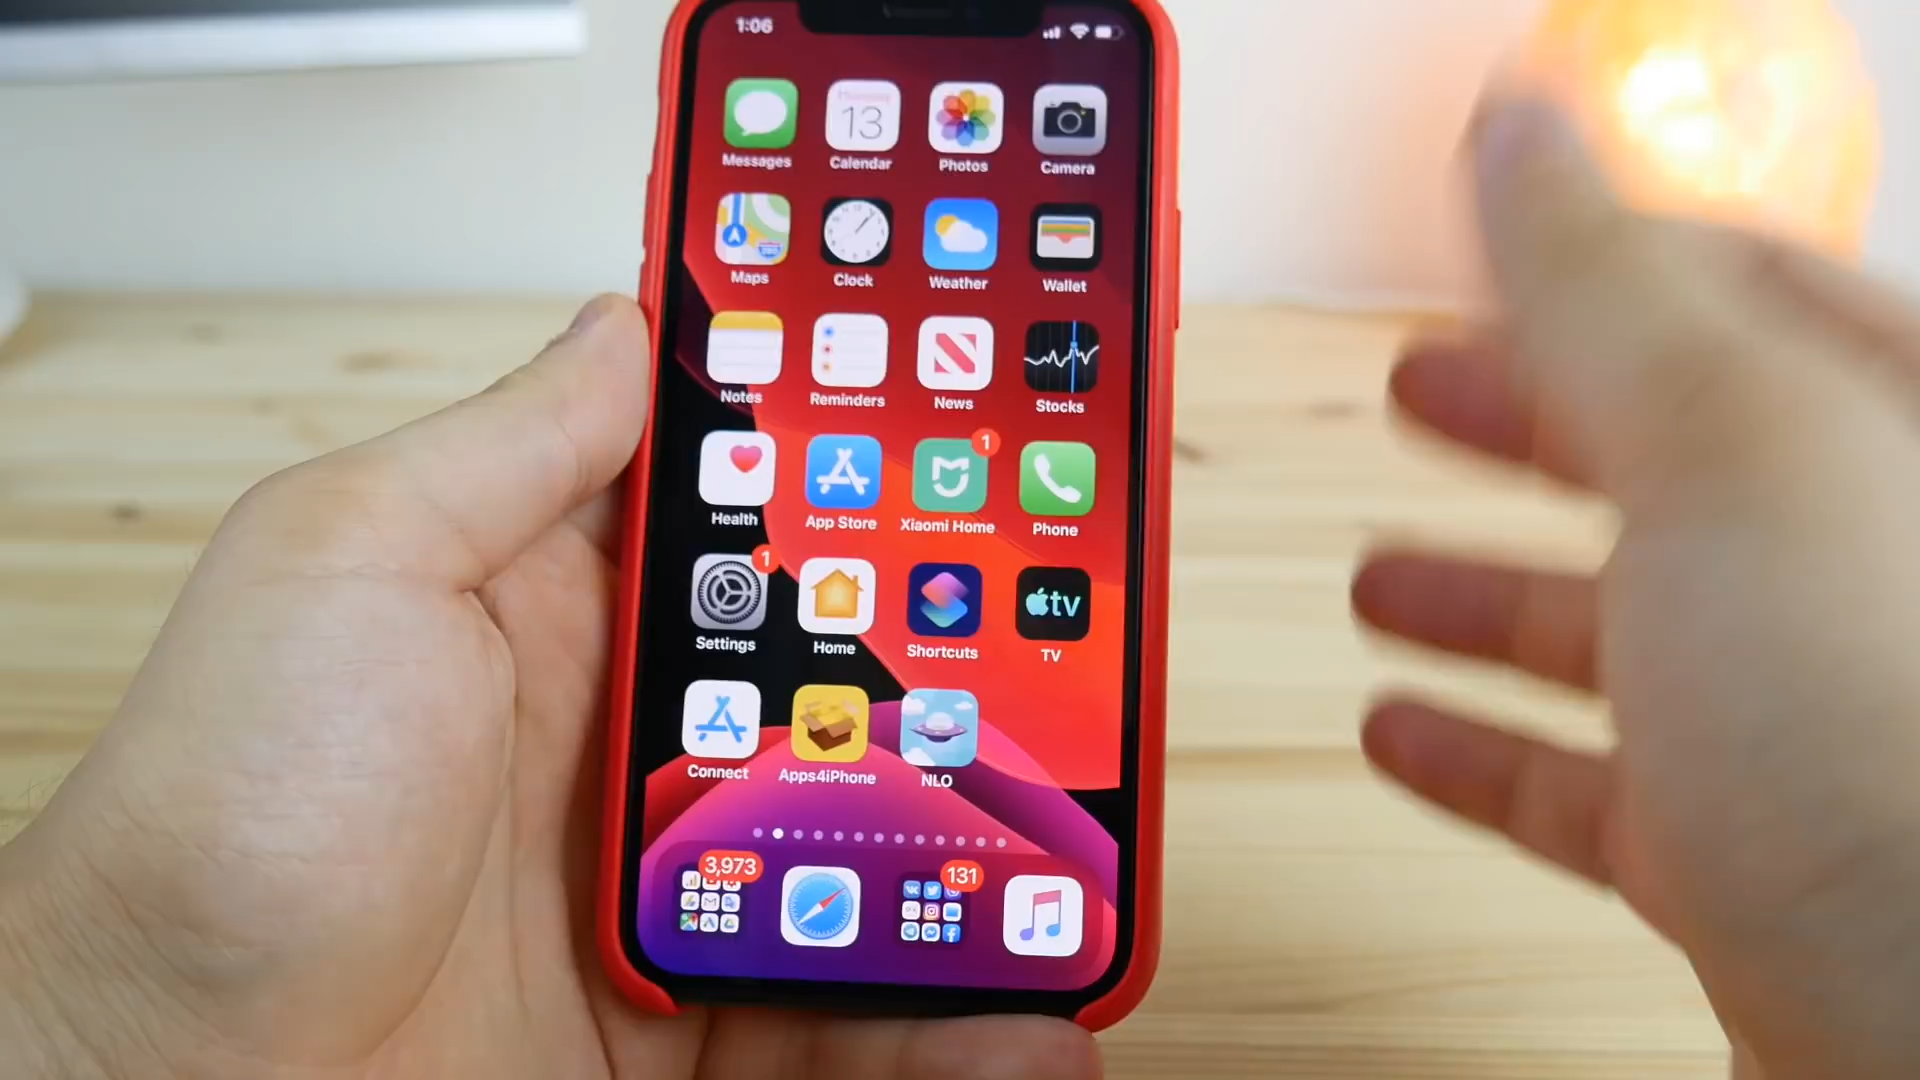 1:06
Monday
13
Messages Calendar Photos Camera
Maps Clock Weather Wallet
Notes Reminders News Stocks
1
Health App Store Xiaomi Home Phone
1
tv
Settings Home Shortcuts TV
Connect Apps4iPhone NLO
3,973 131